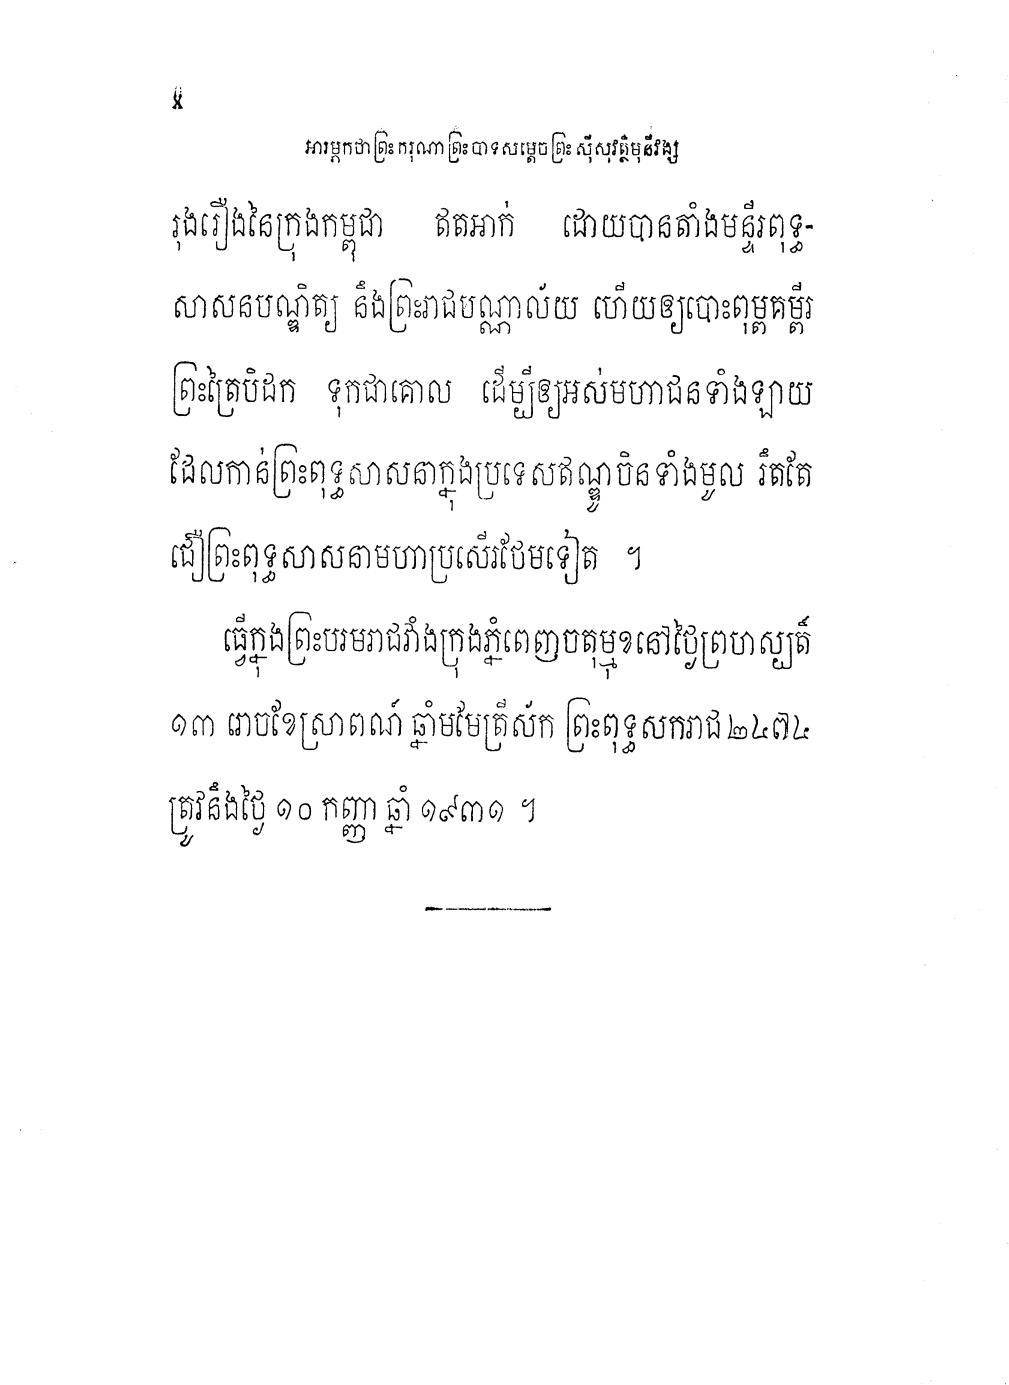 អារម្ភកថាព្រះករុណាព្រះបាទសម្តេចព្រះ ស៊ីសុវត្ថិមុនីវង្ស
រុងរឿងនៃក្រុងកម្ពុជា ឥតអាក់ ដោយបានតាំងមន្ទីរពុទ្ធ-
សាសនបណ្ឌិត្យ នឹងព្រះរាជបណ្ណាល័យ ហើយឲ្យបោះពុម្ពគម្ពីរ
ព្រះត្រៃបិដក ទុកជាគោល ដើម្បីឲ្យអស់មហាជនទាំងឡាយ
ដែលកាន់ព្រះពុទ្ធសាសនាក្នុងប្រទេសឥណ្ឌូចិនទាំងមូល រឹតតែ
ជឿព្រះពុទ្ធសាសនាមហាប្រសើរថែមទៀត ។
ធ្វើក្នុងព្រះបរមរាជវាំងក្រុងភ្នំពេញចតុម្មុខនៅថ្ងៃព្រហស្បតិ៍
១៣ រោចខែស្រាពណ៍ ឆ្នាំមមែត្រីស័ក ព្រះពុទ្ធសករាជ ២៤៧៤
ត្រូវនឹងថ្ងៃ ១០ កញ្ញា ឆ្នាំ ១៩៣១ ។